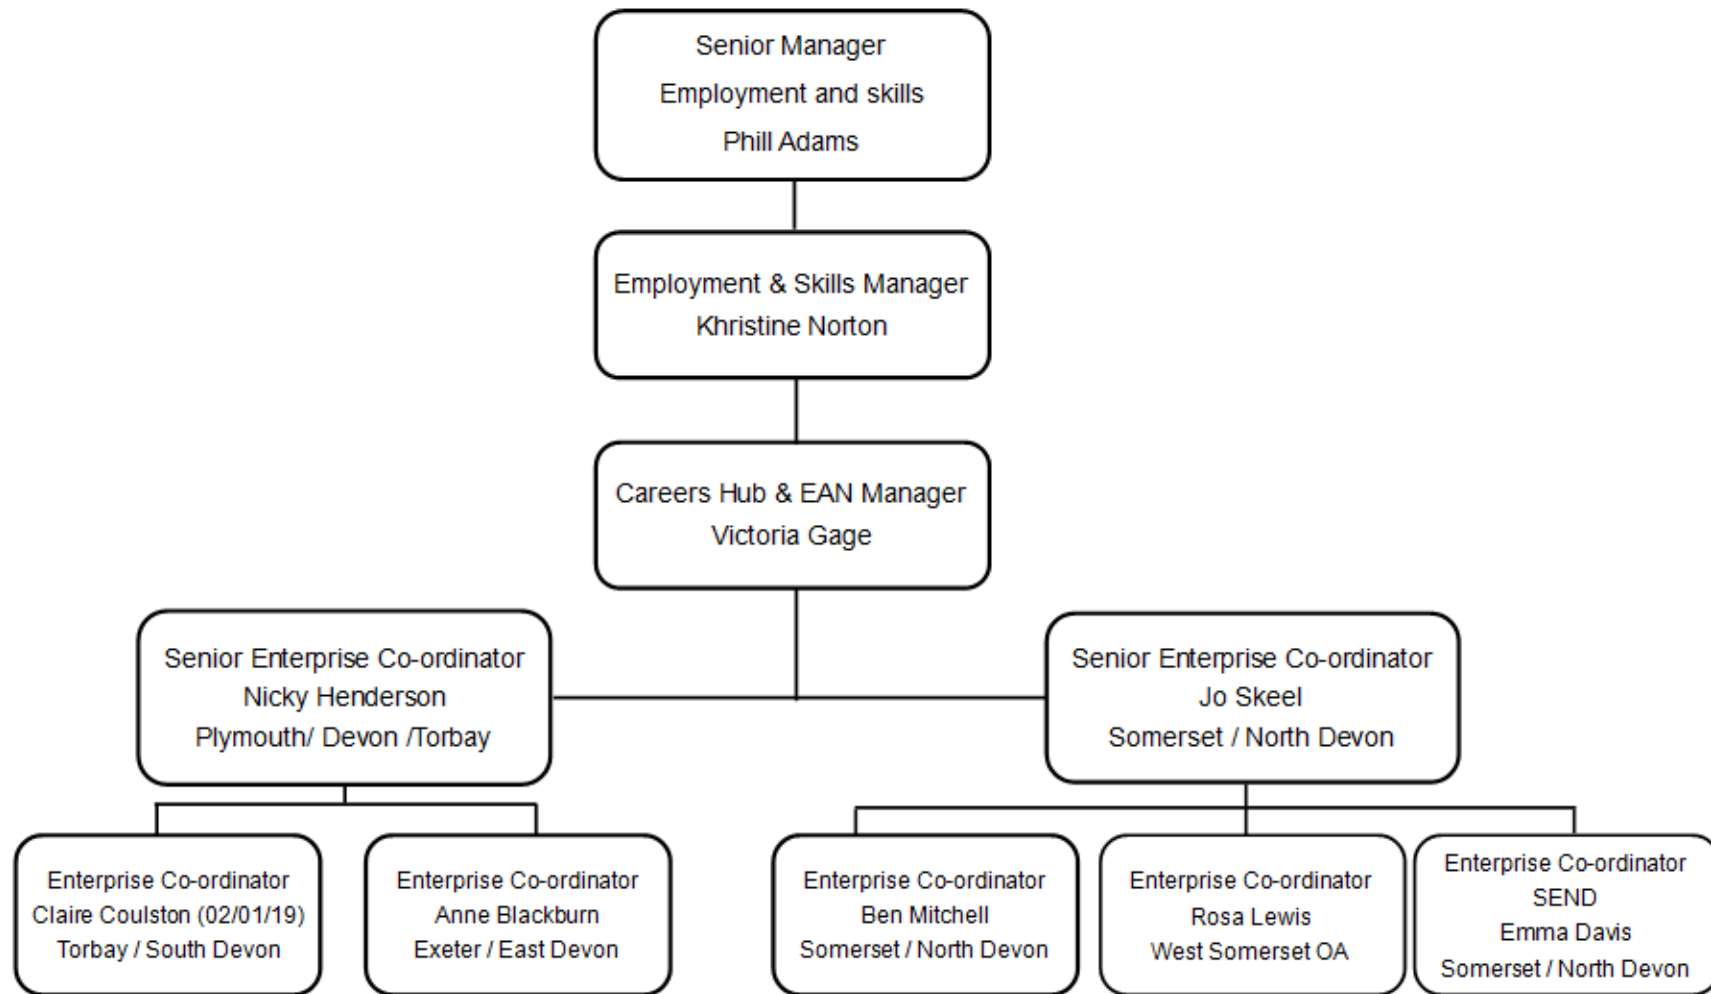 Senior Manager
Employment and skills
Phill Adams
Employment & Skills Manager
Khristine Norton
Careers Hub & EAN Manager
Victoria Gage
Senior Enterprise Co-ordinator
Nicky Henderson
Plymouth/ Devon /Torbay
Senior Enterprise Co-ordinator
Jo Skeel
Somerset / North Devon
Enterprise Co-ordinator
Claire Coulston (02/01/19)
Torbay / South Devon
Enterprise Co-ordinator
Anne Blackburn
Exeter / East Devon
Enterprise Co-ordinator
Ben Mitchell
Somerset / North Devon
Enterprise Co-ordinator
Rosa Lewis
West Somerset OA
Enterprise Co-ordinator
SEND
Emma Davis
Somerset / North Devon